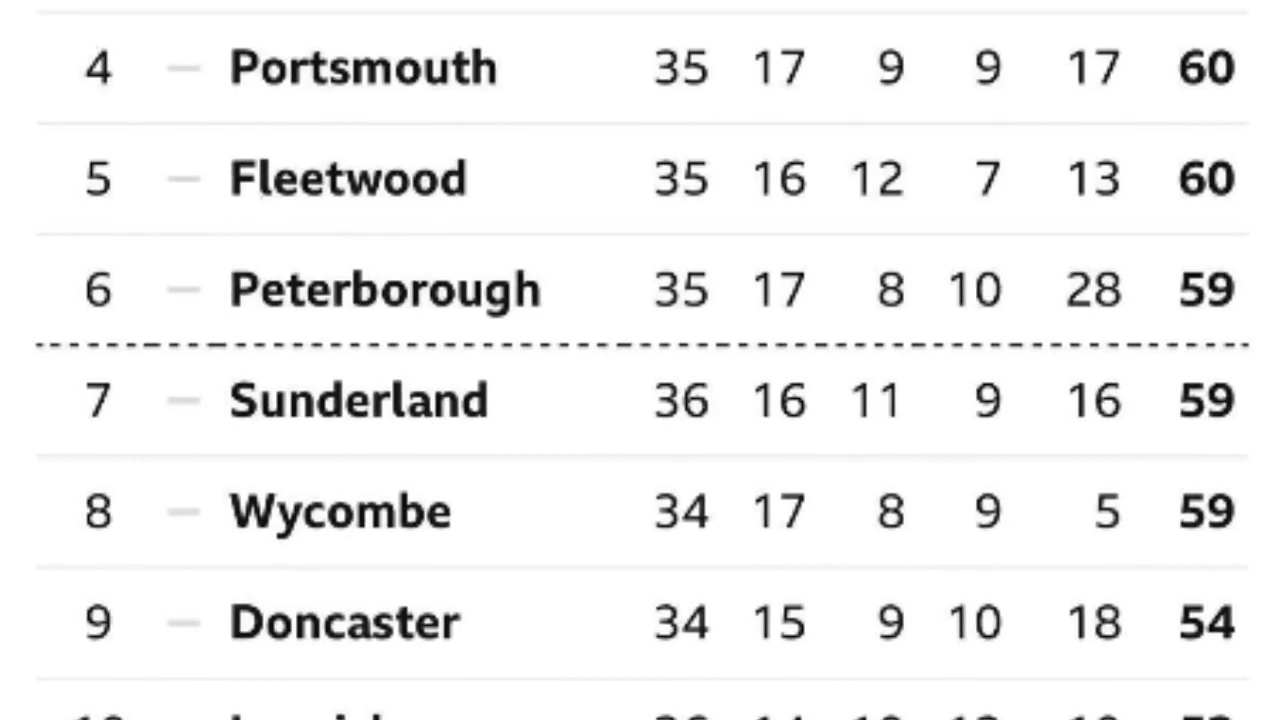 4 — Portsmouth 35 17 9 9 17 60
5 — Fleetwood 35 16 12 7 13 60
6 — Peterborough 35 17 8 10 28 59
7 — Sunderland 36 16 11 9 16 59
8 — Wycombe 34 17 8 9 5 59
9 — Doncaster 34 15 9 10 18 54